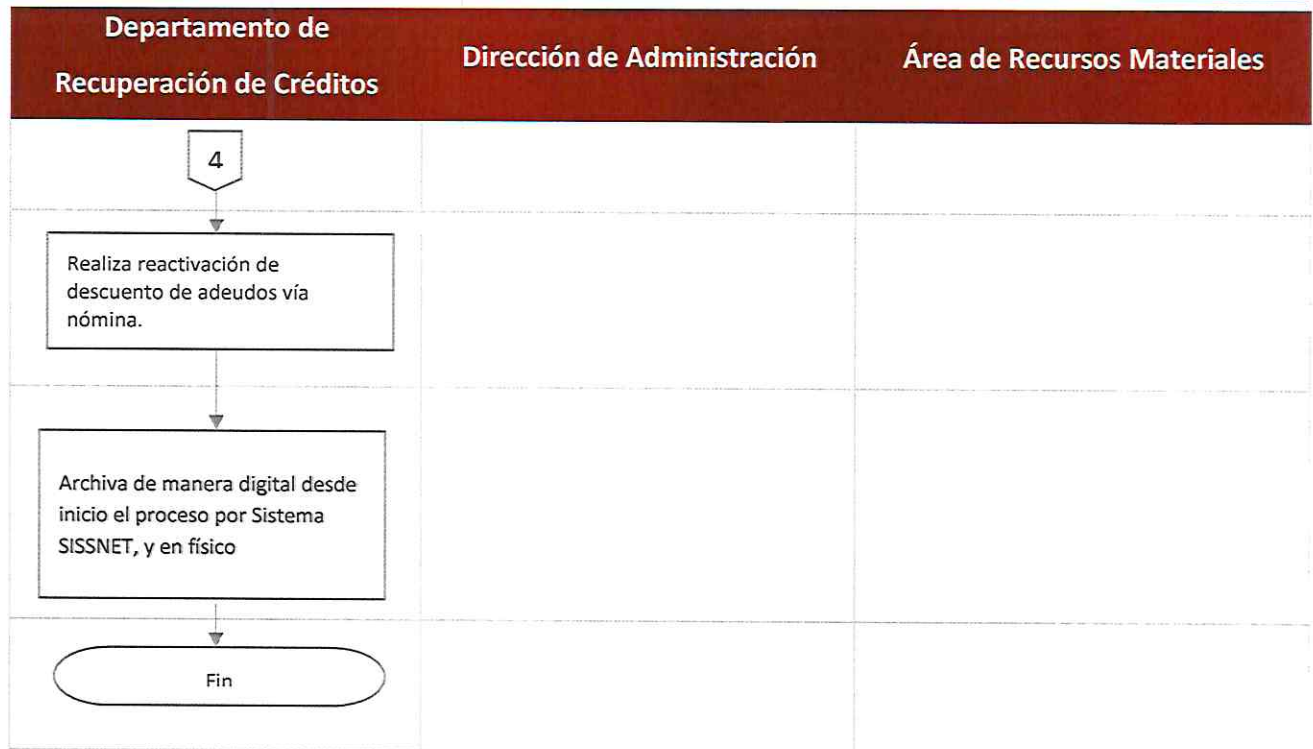 Departamento de
Recuperación de Créditos
Dirección de Administración
Área de Recursos Materiales
4
Realiza reactivación de
descuento de adeudos vía
nómina.
Archiva de manera digital desde
inicio el proceso por Sistema
SISSNET, y en físico
Fin